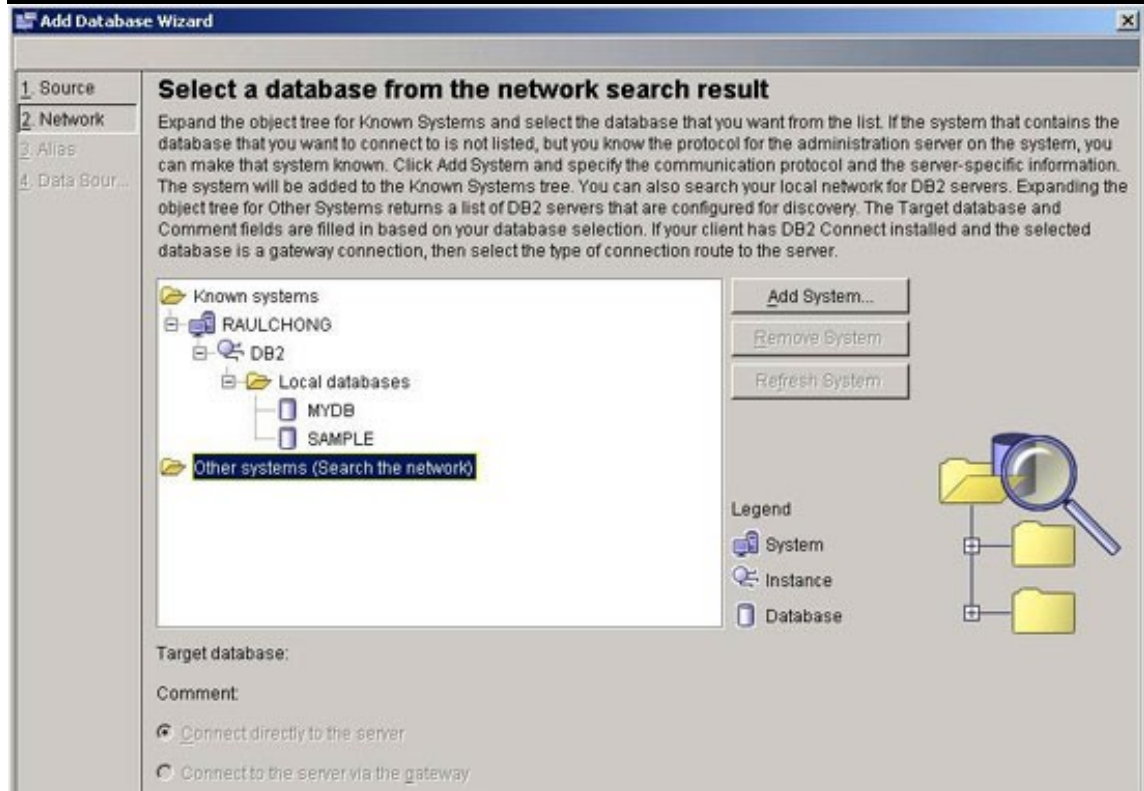 Add Database Wizard
1. Source
2. Network
3. Alias
4. Data Sour...
Select a database from the network search result
Expand the object tree for Known Systems and select the database that you want from the list. If the system that contains the
database that you want to connect to is not listed, but you know the protocol for the administration server on the system, you
can make that system known. Click Add System and specify the communication protocol and the server-specific information.
The system will be added to the Known Systems tree. You can also search your local network for DB2 servers. Expanding the
object tree for Other Systems returns a list of DB2 servers that are configured for discovery. The Target database and
Comment fields are filled in based on your database selection. If your client has DB2 Connect installed and the selected
database is a gateway connection, then select the type of connection route to the server.
Known systems
RAULCHONG
DB2
Local databases
MYDB
SAMPLE
Other systems (Search the network)
Add System...
Remove System
Refresh System
Legend
System
Instance
Database
Target database:
Comment:
Connect directly to the server
Connect to the server via the gateway